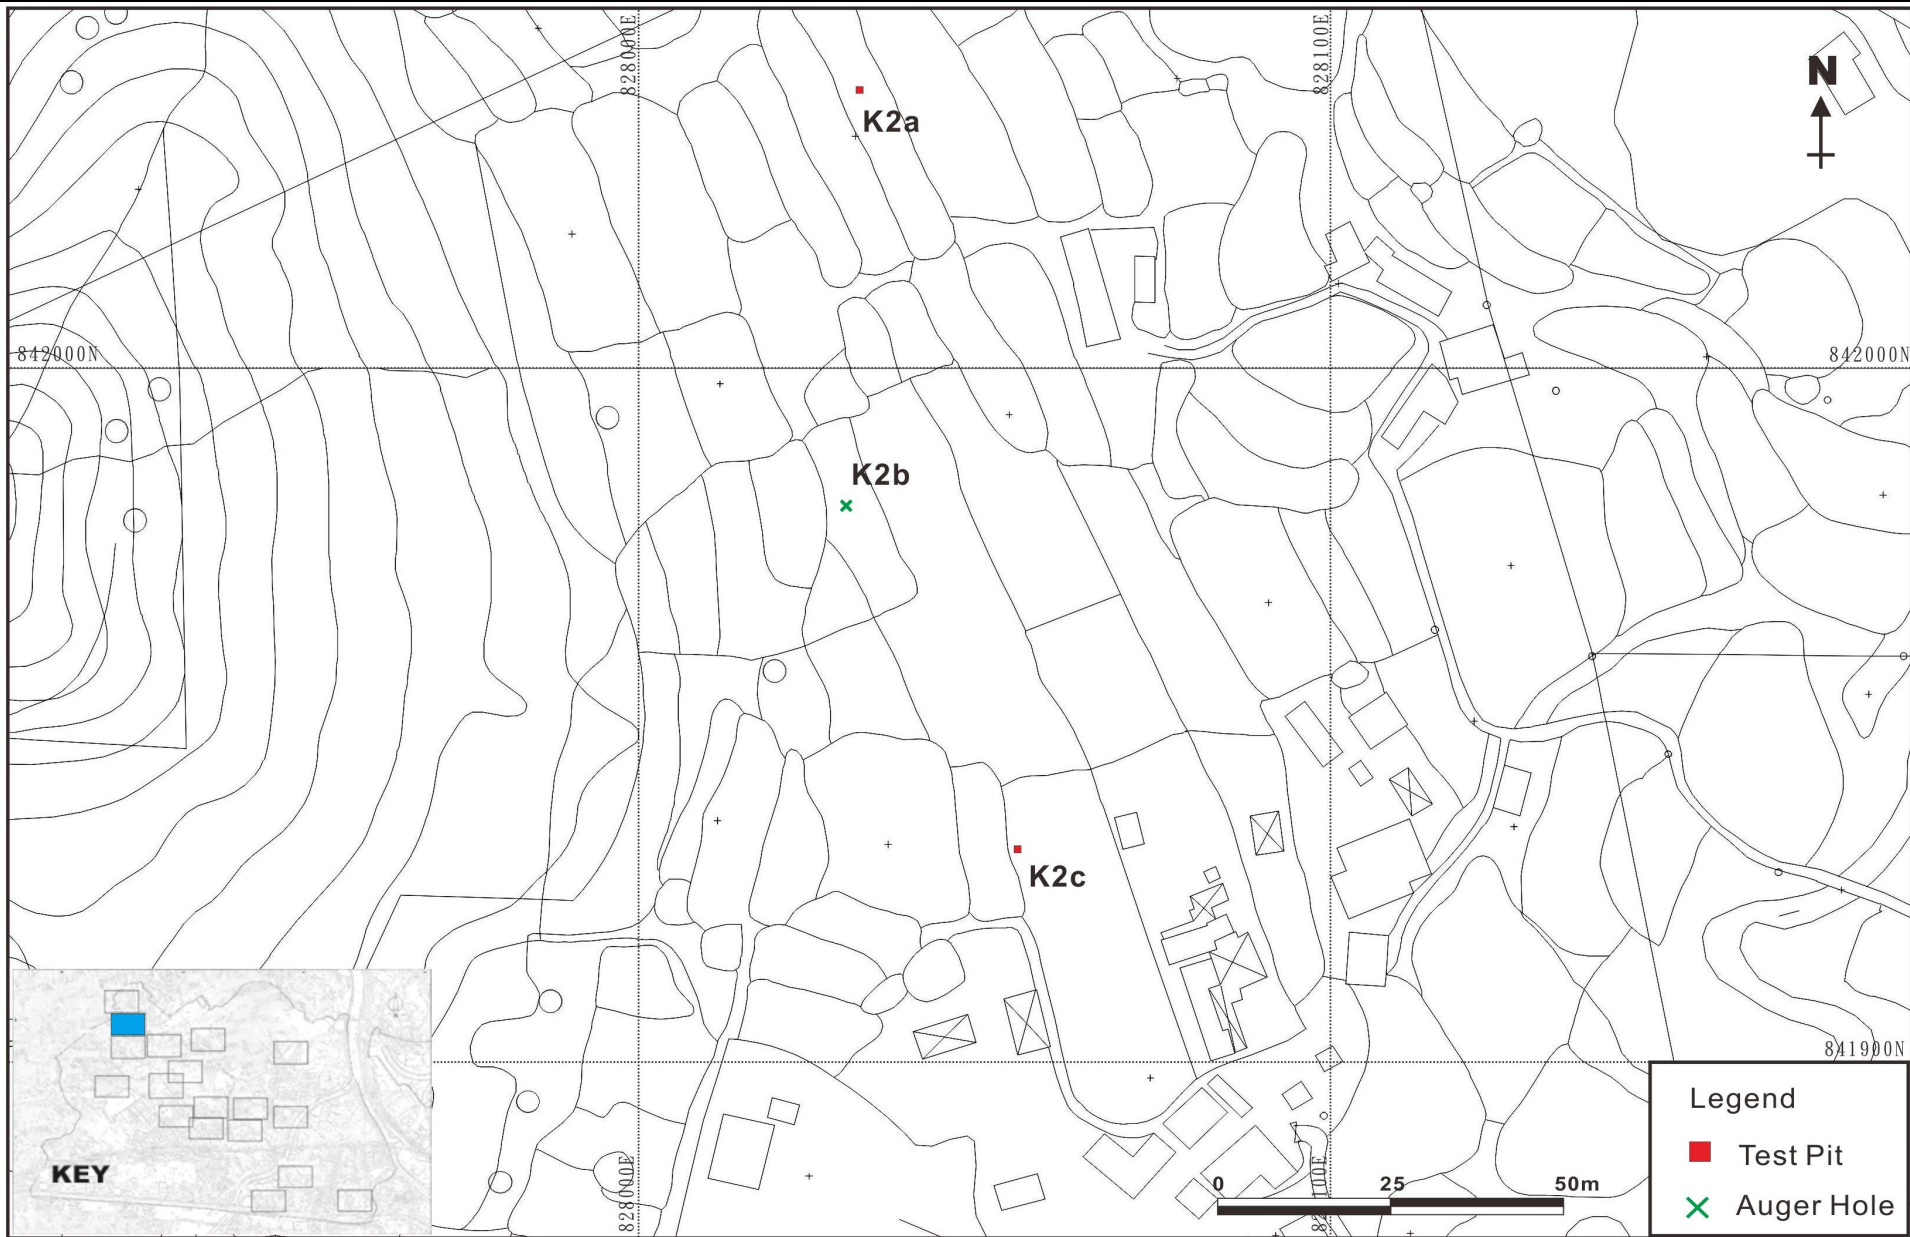 828000E
828100E
N
K2a
842000N
842000N
K2b
K2c
841900N
KEY
828000E
828100E
0 25 50m
Legend
Test Pit
Auger Hole